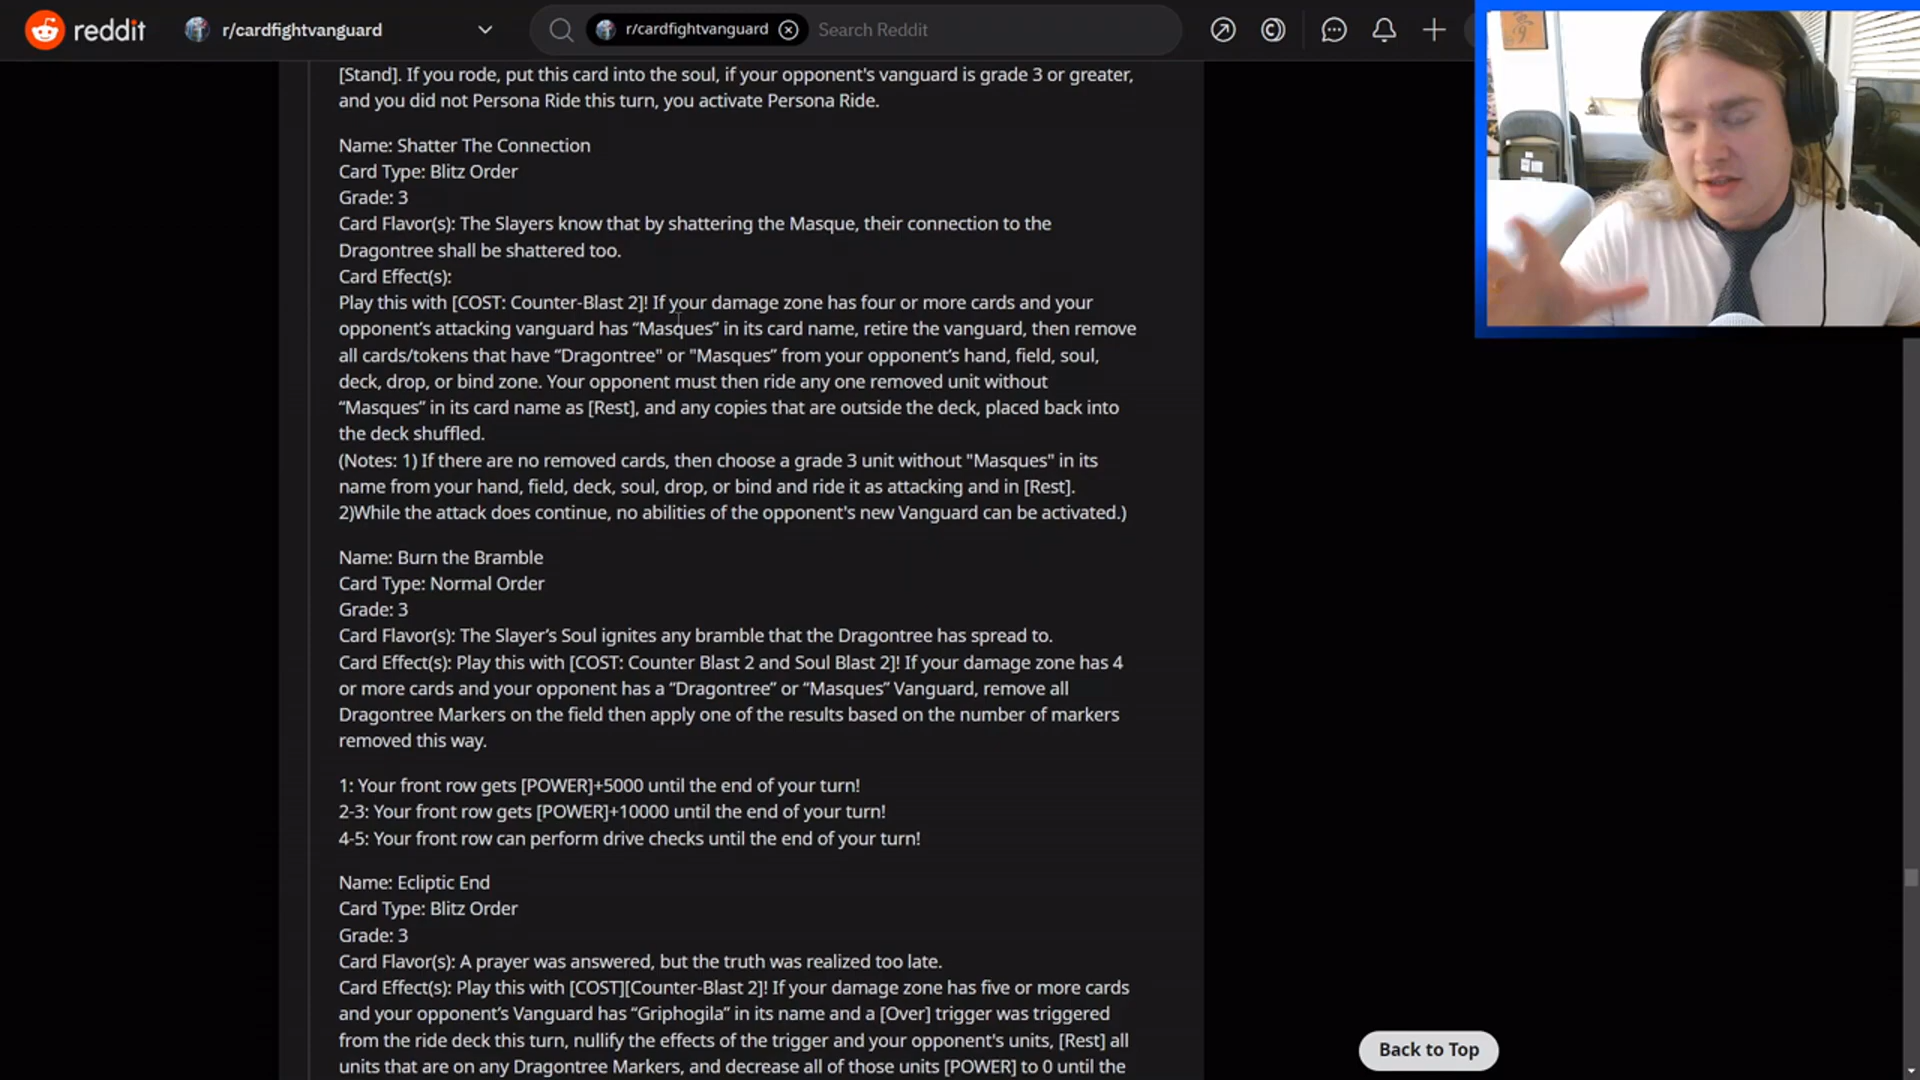 reddit r/cardfightvanguard r/cardfightvanguard Search Reddit
[Stand]. If you rode, put this card into the soul, if your opponent's vanguard is grade 3 or greater,
and you did not Persona Ride this turn, you activate Persona Ride.
Name: Shatter The Connection
Card Type: Blitz Order
Grade: 3
Card Flavor(s): The Slayers know that by shattering the Masque, their connection to the
Dragontree shall be shattered too.
Card Effect(s):
Play this with [COST: Counter-Blast 2]! If your damage zone has four or more cards and your
opponent’s attacking vanguard has “Masques” in its card name, retire the vanguard, then remove
all cards/tokens that have “Dragontree" or "Masques” from your opponent’s hand, field, soul,
deck, drop, or bind zone. Your opponent must then ride any one removed unit without
“Masques” in its card name as [Rest], and any copies that are outside the deck, placed back into
the deck shuffled.
(Notes: 1) If there are no removed cards, then choose a grade 3 unit without "Masques" in its
name from your hand, field, deck, soul, drop, or bind and ride it as attacking and in [Rest].
2)While the attack does continue, no abilities of the opponent's new Vanguard can be activated.)
Name: Burn the Bramble
Card Type: Normal Order
Grade: 3
Card Flavor(s): The Slayer’s Soul ignites any bramble that the Dragontree has spread to.
Card Effect(s): Play this with [COST: Counter Blast 2 and Soul Blast 2]! If your damage zone has 4
or more cards and your opponent has a “Dragontree” or “Masques” Vanguard, remove all
Dragontree Markers on the field then apply one of the results based on the number of markers
removed this way.
1: Your front row gets [POWER]+5000 until the end of your turn!
2-3: Your front row gets [POWER]+10000 until the end of your turn!
4-5: Your front row can perform drive checks until the end of your turn!
Name: Ecliptic End
Card Type: Blitz Order
Grade: 3
Card Flavor(s): A prayer was answered, but the truth was realized too late.
Card Effect(s): Play this with [COST][Counter-Blast 2]! If your damage zone has five or more cards
and your opponent’s Vanguard has “Griphogila” in its name and a [Over] trigger was triggered
from the ride deck this turn, nullify the effects of the trigger and your opponent's units, [Rest] all
units that are on any Dragontree Markers, and decrease all of those units [POWER] to 0 until the
Back to Top